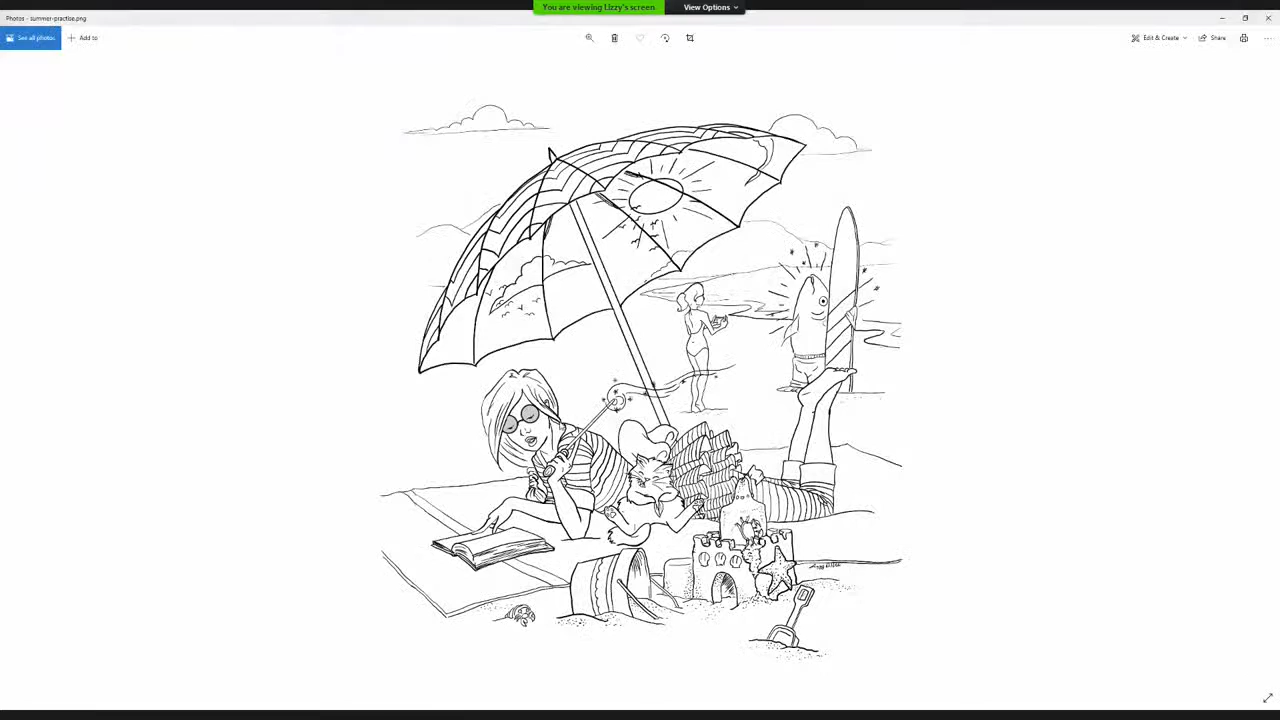 You are viewing Lizzy's screen
View Options
Photos - summer-practise.png
See all photos
Add to
Edit & Create
Share